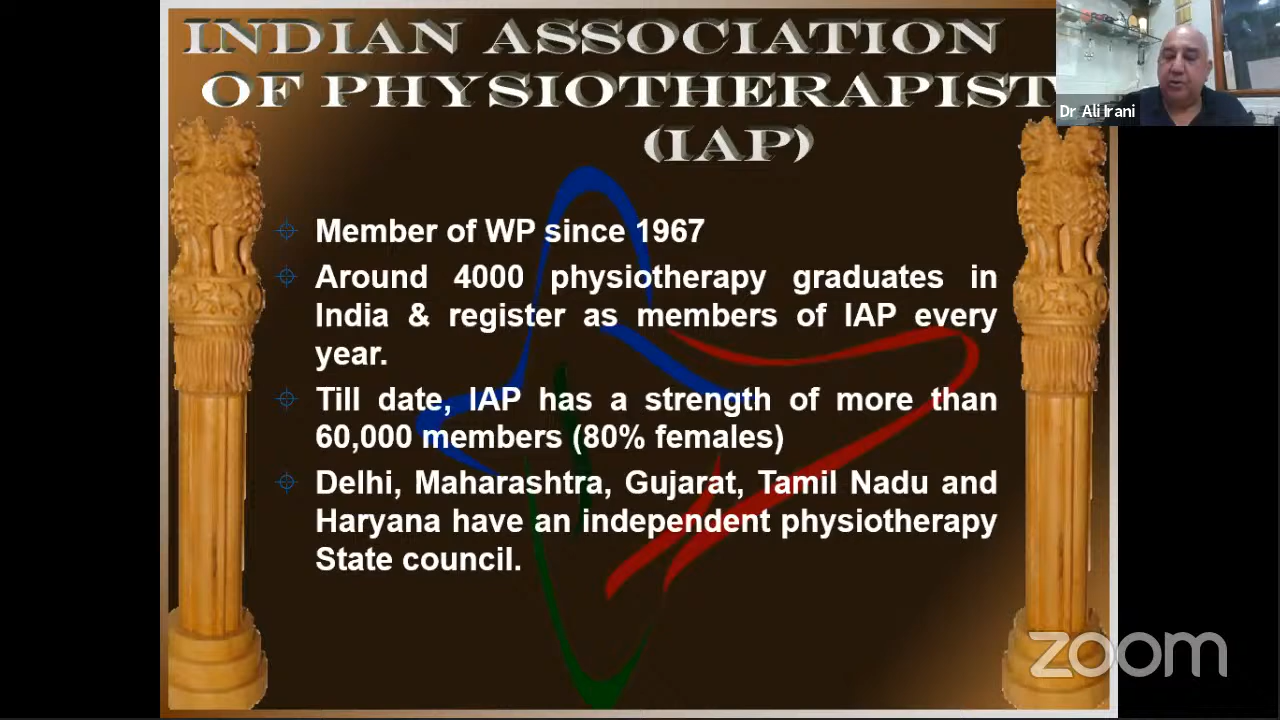 INDIAN ASSOCIATION
OF PHYSIOTHERAPIST
(IAP)
Dr Ali Irani
Member of WP since 1967
Around 4000 physiotherapy graduates in
India & register as members of IAP every
year.
Till date, IAP has a strength of more than
60,000 members (80% females)
Delhi, Maharashtra, Gujarat, Tamil Nadu and
Haryana have an independent physiotherapy
State council.
zoom